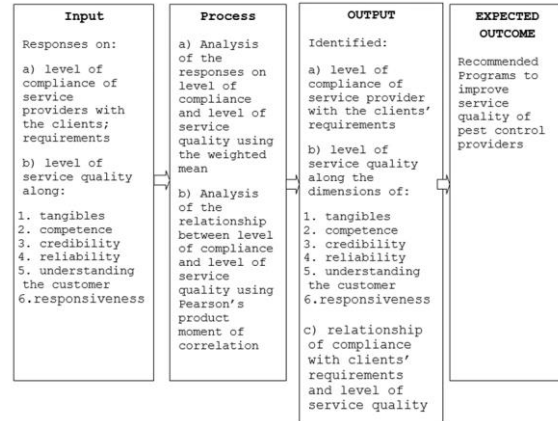 Input
Responses on:
a) level of
compliance of
service
providers with
the clients;
requirements
b) level of
service quality
along:
1. tangibles
2. competence
3. credibility
4. reliability
5. understanding
the customer
6.responsiveness
Process
a) Analysis
of the
responses on
level of
compliance
and level of
service
quality using
the weighted
mean
b) Analysis
of the
relationship
between level
of compliance
and level of
service
quality using
Pearson's
product
moment of
correlation
OUTPUT
Identified:
a) level of
compliance of
service provider
with the clients'
requirements
b) level of
service quality
along the
dimensions of:
1. tangibles
2. competence
3. credibility
4. reliability
5. understanding
the customer
6.responsiveness
c) relationship
of compliance
with clients'
requirements
and level of
service quality
EXPECTED
OUTCOME
Recommended
Programs to
improve
service
quality of
pest control
providers